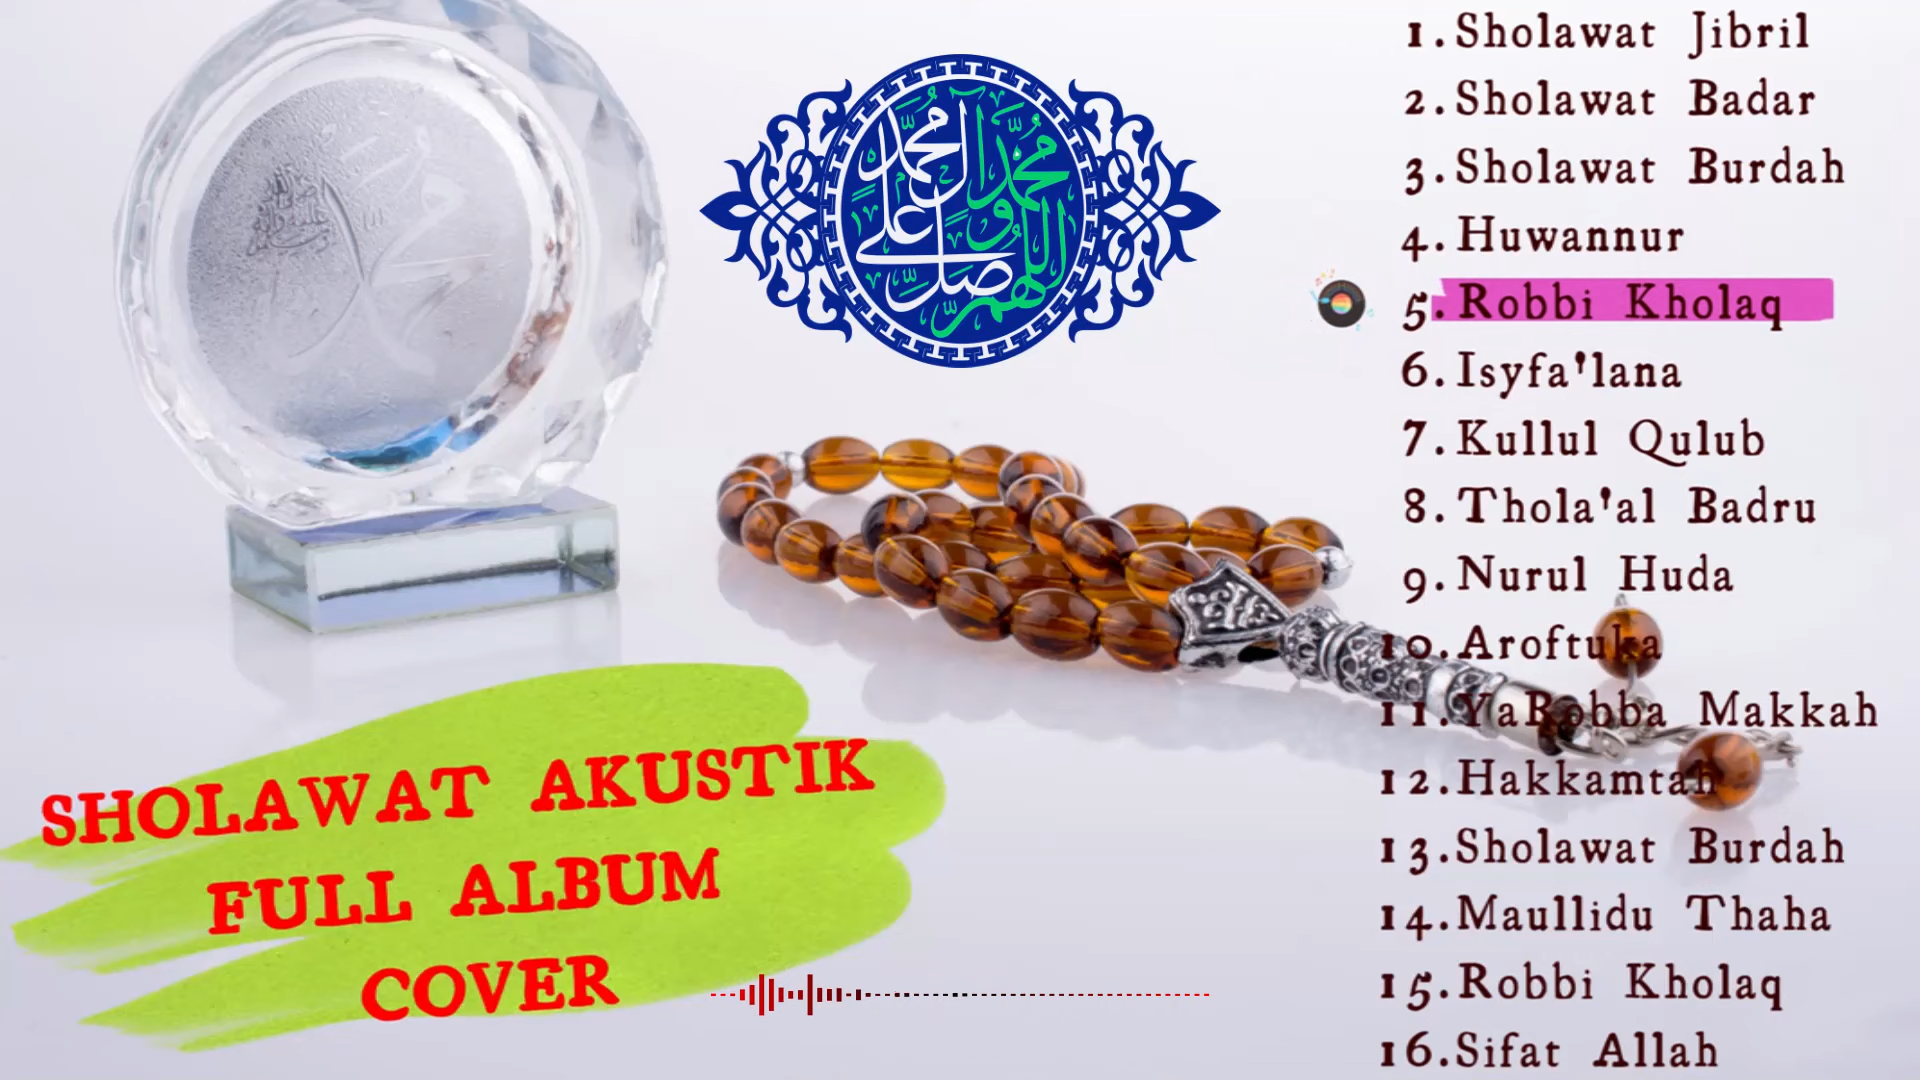 اللهم صل على محمد وآل محمد
1.Sholawat Jibril
2.Sholawat Badar
3.Sholawat Burdah
4.Huwannur
5.Robbi Kholaq
6.Isyfa'lana
7.Kullul Qulub
8.Thola'al Badru
9.Nurul Huda
10.Aroftuka
11.YaRobba Makkah
12.Hakkamtah
13.Sholawat Burdah
14.Maullidu Thaha
15.Robbi Kholaq
16.Sifat Allah
SHOLAWAT AKUSTIK
FULL ALBUM
COVER